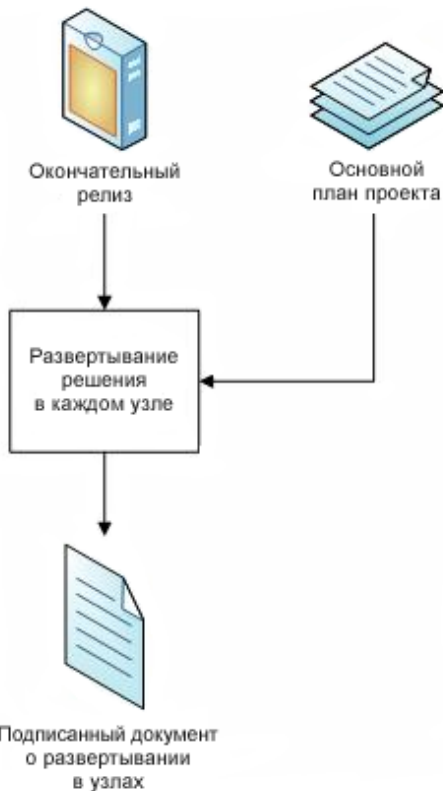 Окончательный
релиз
Основной
план проекта
Развертывание
решения
в каждом узле
Подписанный документ
о развертывании
в узлах